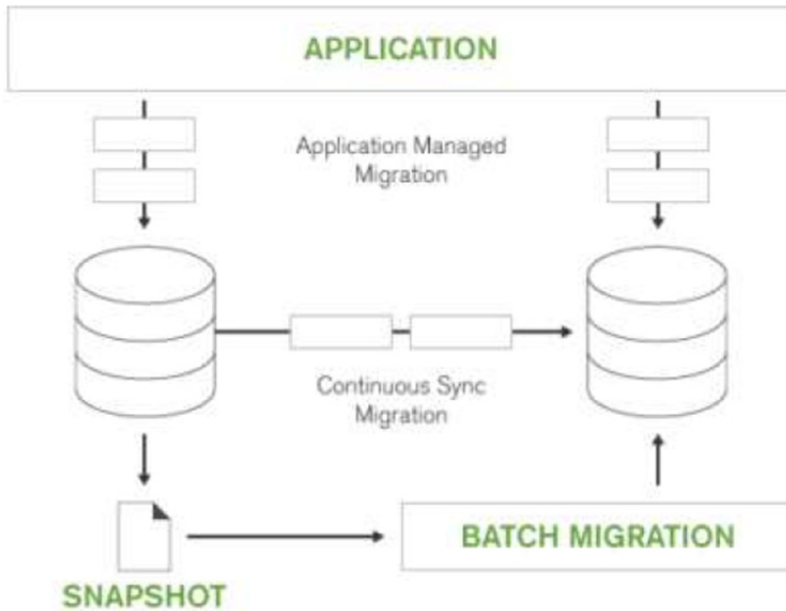 APPLICATION
Application Managed
Migration
Continuous Sync
Migration
BATCH MIGRATION
SNAPSHOT